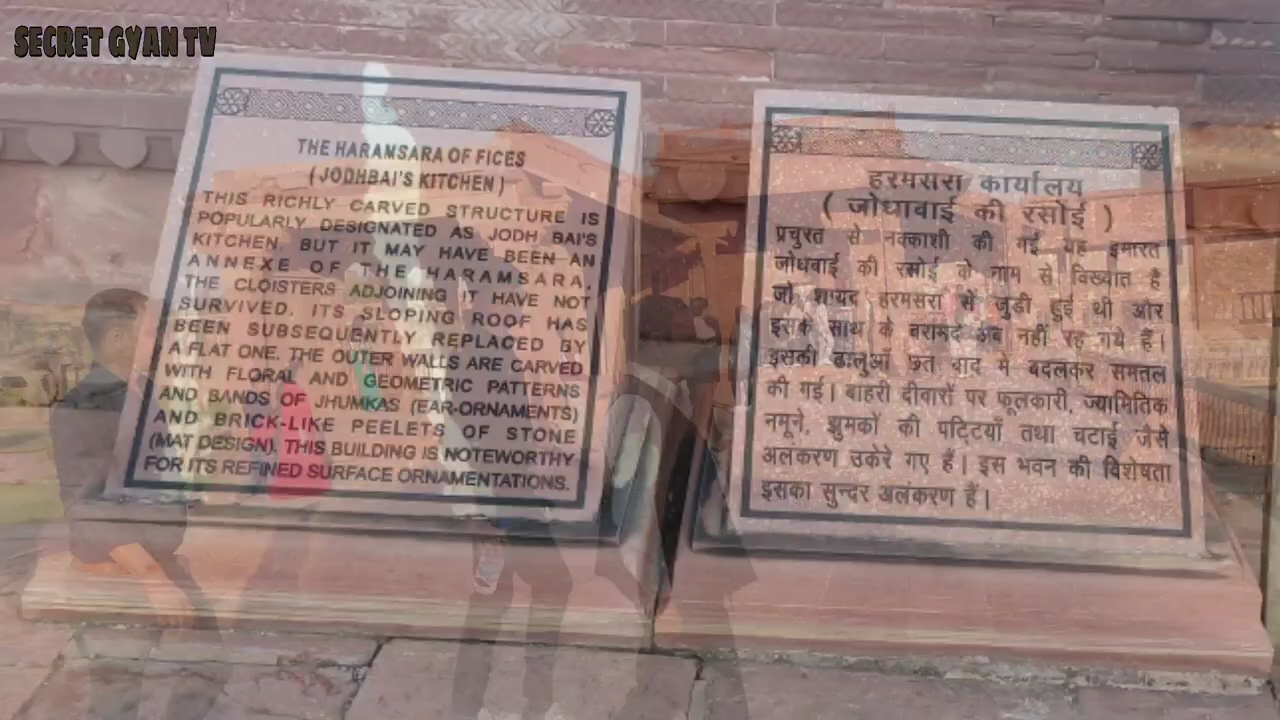 SECRET GYAN TV
THE HARAMSARA OF FICES
( JODHBAI'S KITCHEN )
THIS RICHLY CARVED STRUCTURE IS
POPULARLY DESIGNATED AS JODH BAI'S
KITCHEN, BUT IT MAY HAVE BEEN AN
ANNEXE OF THE HARAMSARA.
THE CLOISTERS ADJOINING IT HAVE NOT
SURVIVED. ITS SLOPING ROOF HAS
BEEN SUBSEQUENTLY REPLACED BY
A FLAT ONE. THE OUTER WALLS ARE CARVED
WITH FLORAL AND GEOMETRIC PATTERNS
AND BANDS OF JHUMKAS (EAR-ORNAMENTS)
AND BRICK-LIKE PEELETS OF STONE
(MAT DESIGN). THIS BUILDING IS NOTEWORTHY
FOR ITS REFINED SURFACE ORNAMENTATIONS.
हरमसरा कार्यालय
( जोधाबाई की रसोई )
प्रचुरत से नक्काशी की गई यह इमारत
जोधबाई की रसोई के नाम से विख्यात है
जो शायद हरमसरा से जुडी हुई थी और
इसके साथ के बरामदे अब नहीं रह गये हैं।
इसकी ढालुआँ छत बाद मे बदलकर समतल
की गई। बाहरी दीवारों पर फूलकारी, ज्यामितिक
नमूने, झुमकों की पट्टियाँ तथा चटाई जैसे
अलंकरण उकेरे गए हैं। इस भवन की विशेषता
इसका सुन्दर अलंकरण हैं।